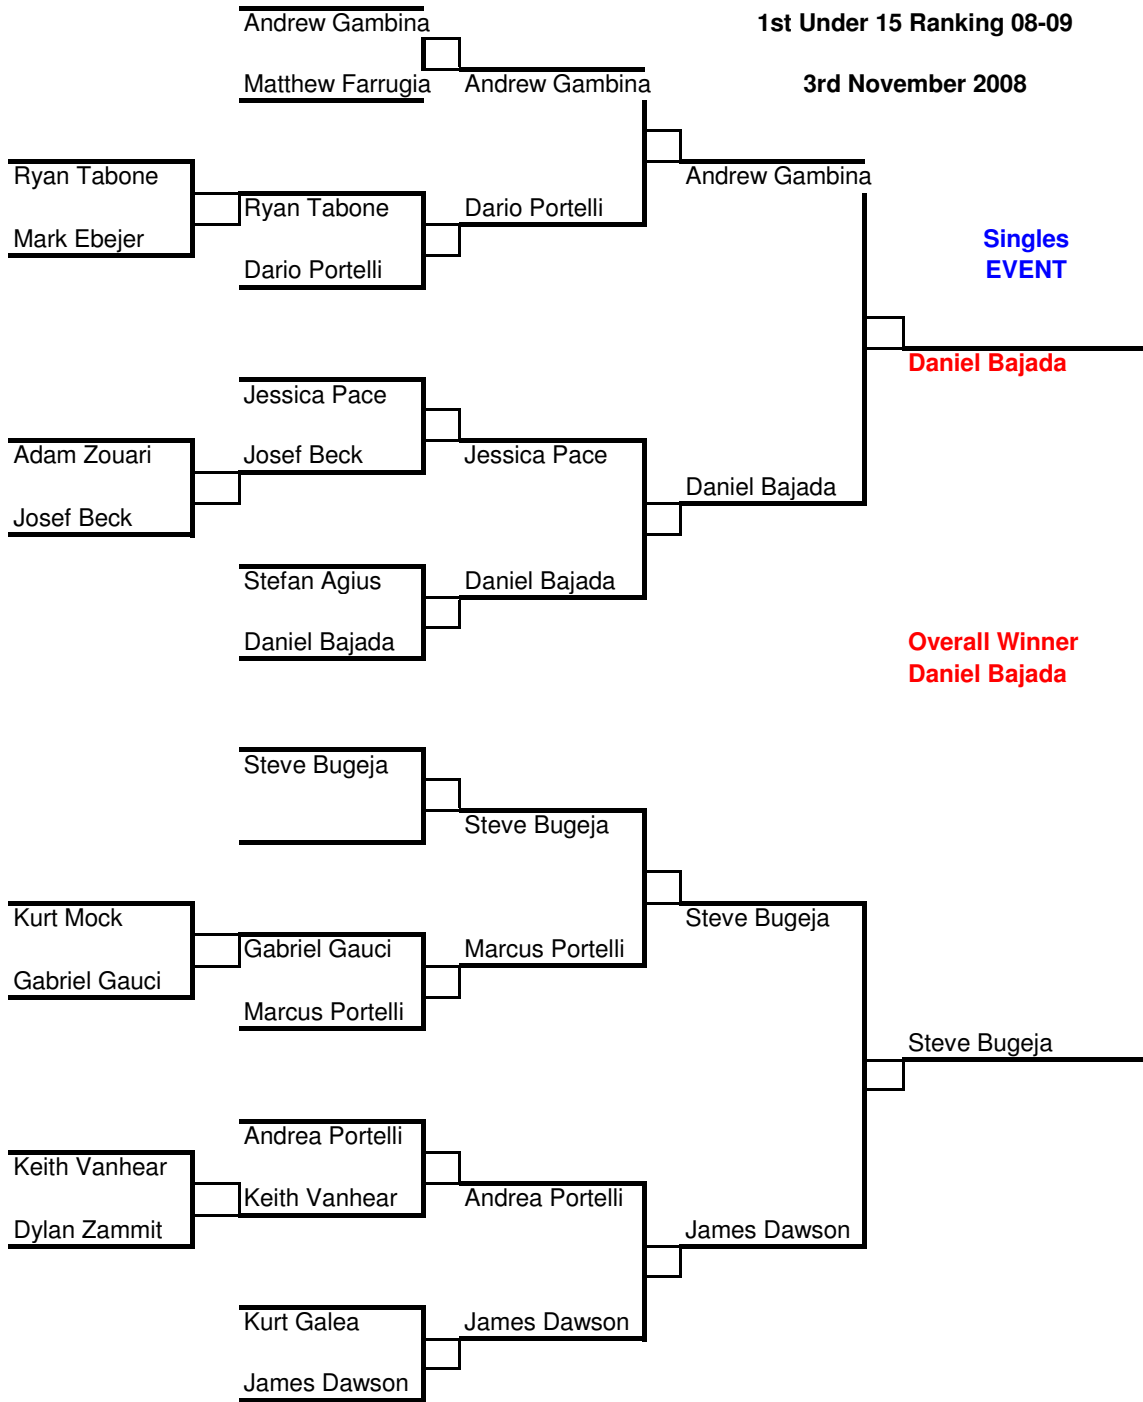 Andrew Gambina
1st Under 15 Ranking 08-09
Matthew Farrugia
Andrew Gambina
3rd November 2008
Ryan Tabone
Andrew Gambina
Ryan Tabone
Dario Portelli
Mark Ebejer
Singles
EVENT
Dario Portelli
Daniel Bajada
Jessica Pace
Adam Zouari
Josef Beck
Jessica Pace
Daniel Bajada
Josef Beck
Stefan Agius
Daniel Bajada
Daniel Bajada
Overall Winner
Daniel Bajada
Steve Bugeja
Steve Bugeja
Kurt Mock
Steve Bugeja
Gabriel Gauci
Marcus Portelli
Gabriel Gauci
Marcus Portelli
Steve Bugeja
Andrea Portelli
Keith Vanhear
Keith Vanhear
Andrea Portelli
Dylan Zammit
James Dawson
Kurt Galea
James Dawson
James Dawson